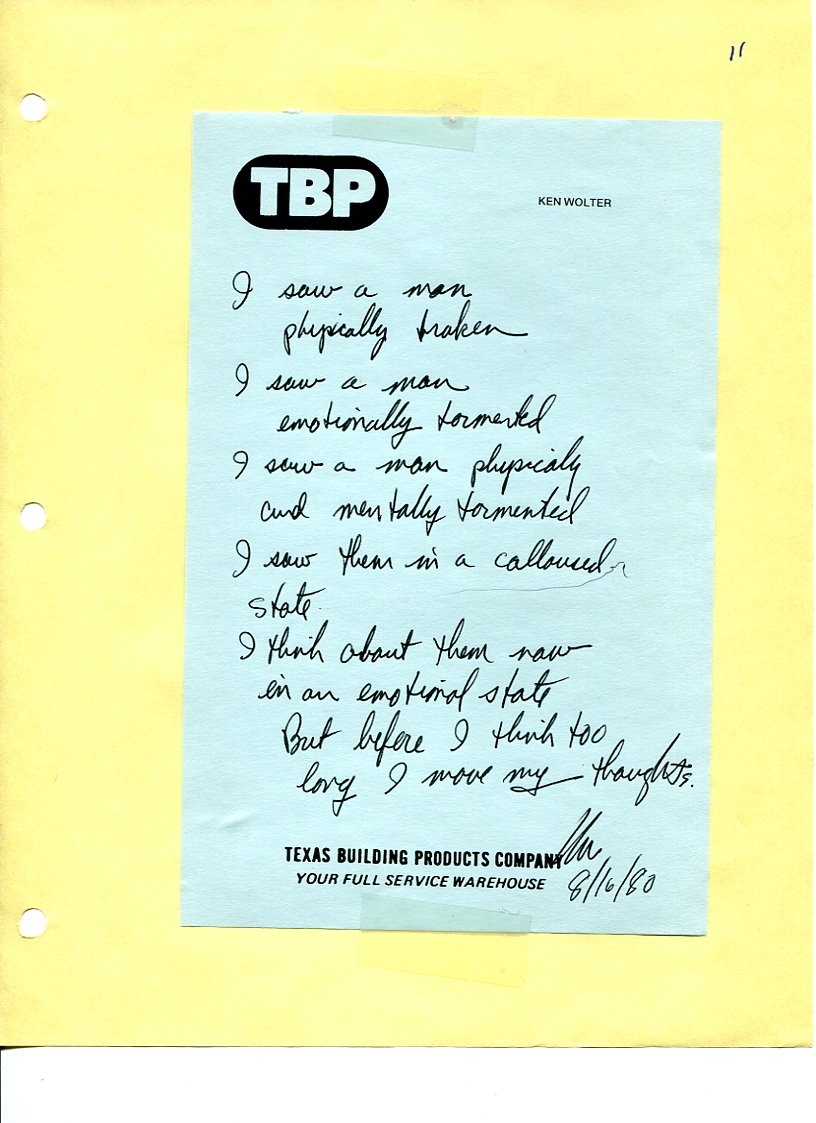 11
TBP
KEN WOLTER
I saw a man
physically broken
I saw a man
emotionally tormented
I saw a man physicaly
and mentally tormented
I saw them in a calloused
state
I think about them now
in an emotional state
But before I think too
long I move my thoughts.
Ken
TEXAS BUILDING PRODUCTS COMPANY
YOUR FULL SERVICE WAREHOUSE
8/16/80